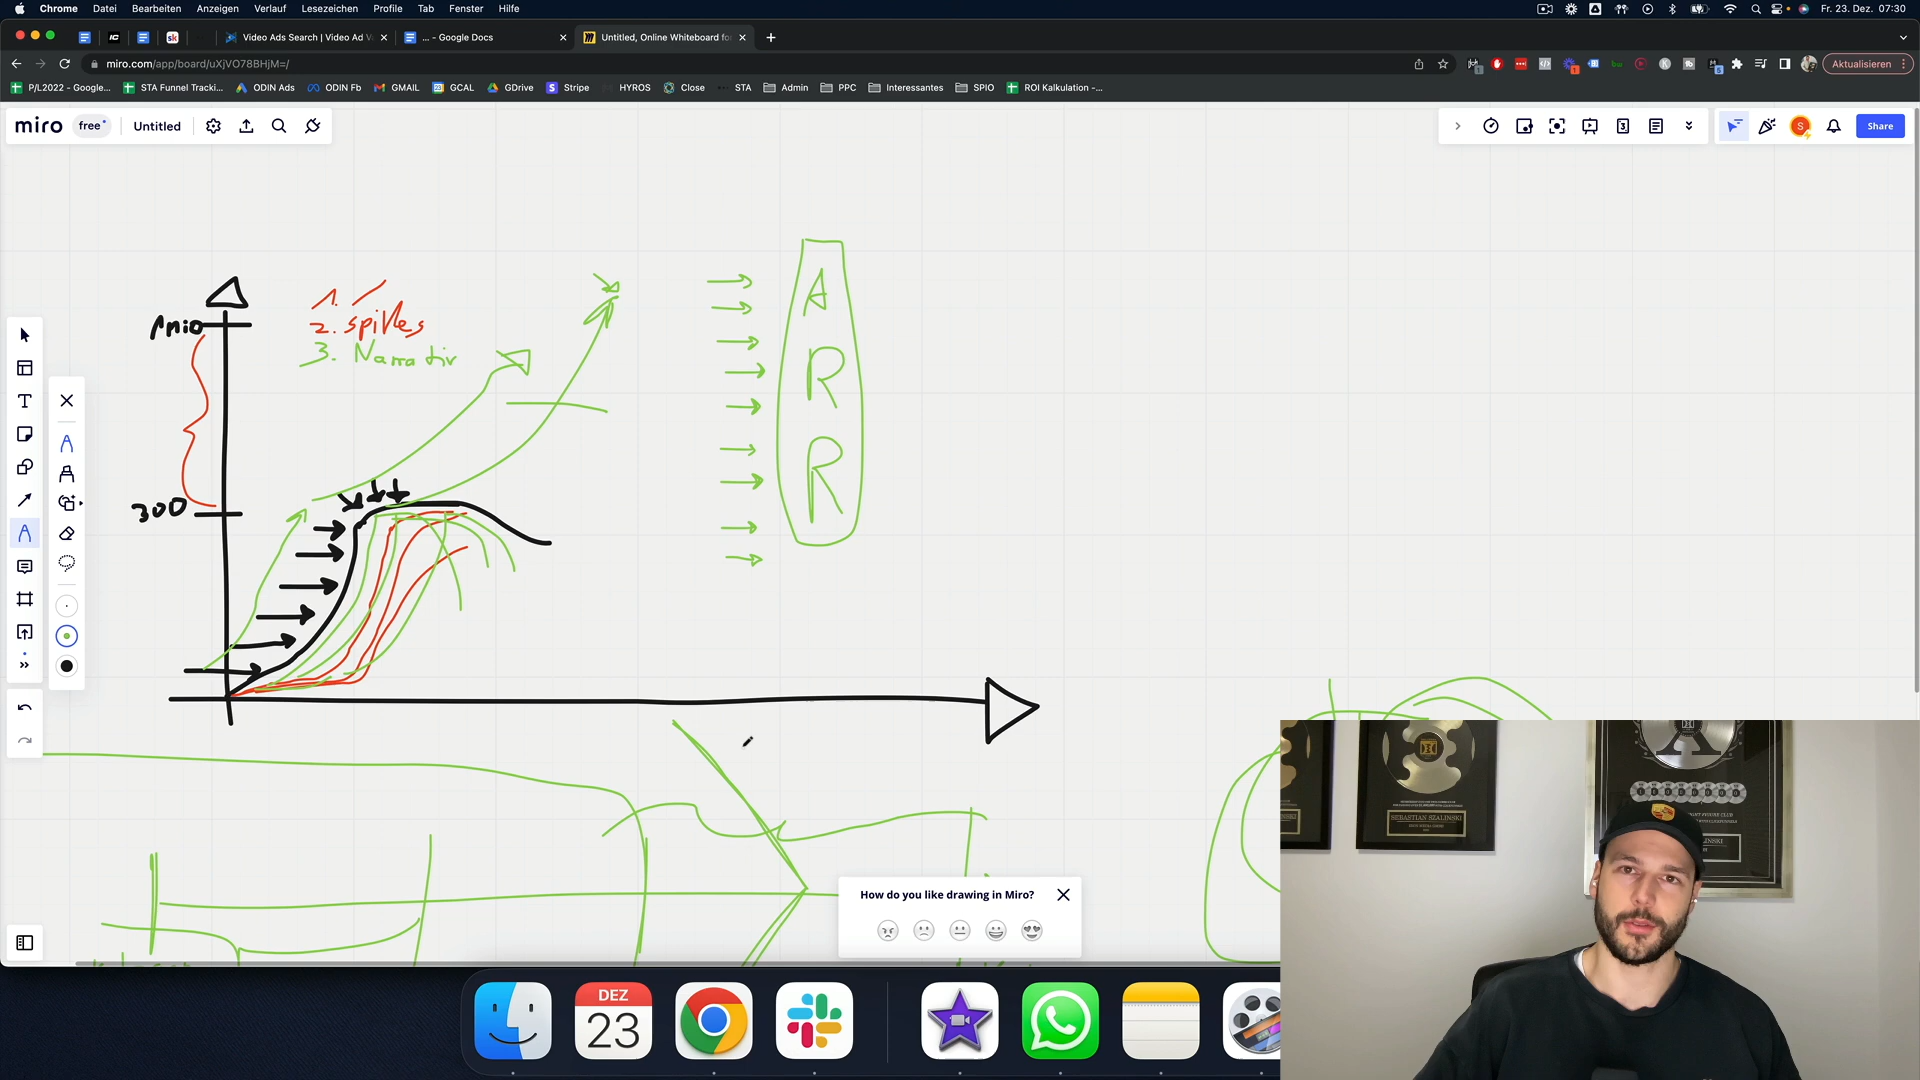 Chrome Datei Bearbeiten Anzeigen Verlauf Lesezeichen Profile Tab Fenster Hilfe Fr. 23. Dez. 07:30
Video Ads Search | Video Ad V ... - Google Docs Untitled, Online Whiteboard fo
miro.com/app/board/uXjVO78BHjM=/ Aktualisieren
P/L2022 - Google... STA Funnel Tracki... ODIN Ads ODIN Fb GMAIL GCAL GDrive Stripe HYROS Close STA Admin PPC Interessantes SPIO ROI Kalkulation -...
miro free Untitled Share
1.
1mio 2. spikes
3. Narrativ
300
A
R
R
How do you like drawing in Miro?
SEBASTIAN SZALINSKI
DEZ
23